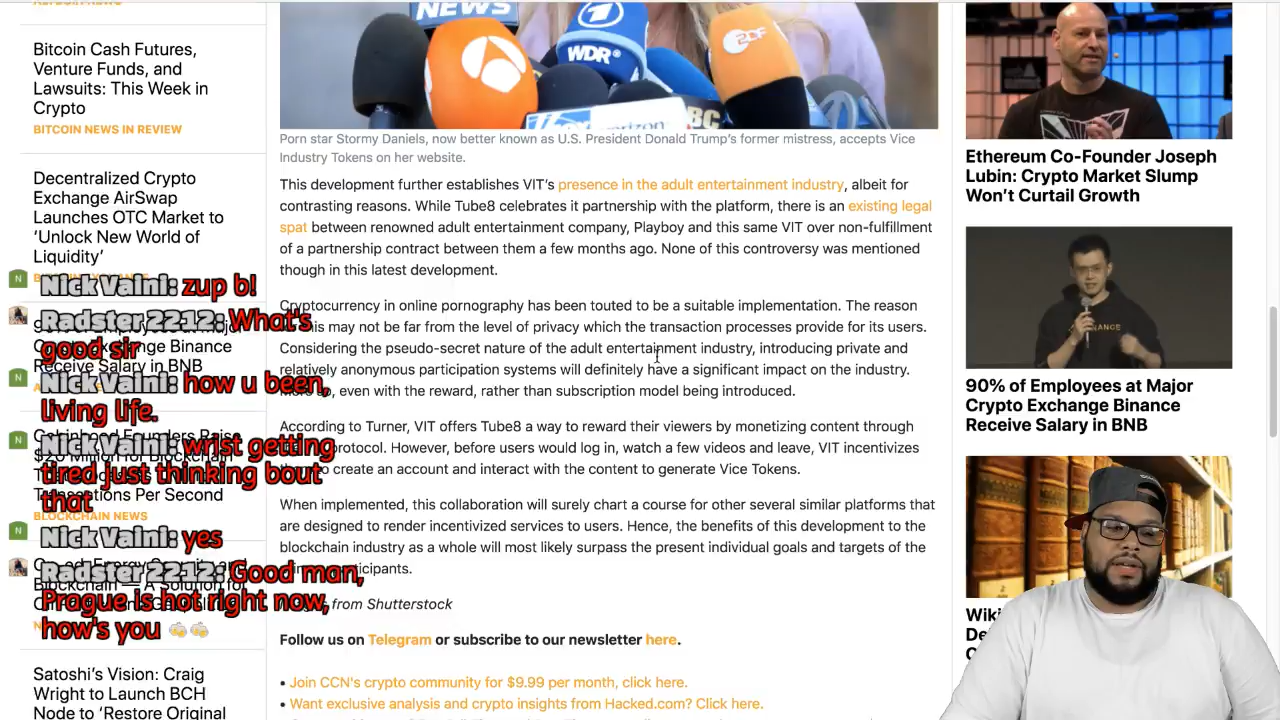 Bitcoin Cash Futures,
Venture Funds, and
Lawsuits: This Week in
Crypto
BITCOIN NEWS IN REVIEW
Decentralized Crypto
Exchange AirSwap
Launches OTC Market to
‘Unlock New World of
Liquidity’
Exchange Binance
Receive Salary in BNB
Transactions Per Second
BLOCKCHAIN NEWS
Satoshi’s Vision: Craig
Wright to Launch BCH
Node to ‘Restore Original
Nick Vaini: zup b!
Radster 2212: What's
good sir
Nick Vaini: how u been,
living life.
Nick Vaini: wrist getting
tired just thinking bout
that
Nick Vaini: yes
Radster 2212: Good man,
Prague is hot right now,
how's you
NEWS
WDR
ZDF
Porn star Stormy Daniels, now better known as U.S. President Donald Trump’s former mistress, accepts Vice
Industry Tokens on her website.
This development further establishes VIT’s presence in the adult entertainment industry, albeit for
contrasting reasons. While Tube8 celebrates it partnership with the platform, there is an existing legal
spat between renowned adult entertainment company, Playboy and this same VIT over non-fulfillment
of a partnership contract between them a few months ago. None of this controversy was mentioned
though in this latest development.
Cryptocurrency in online pornography has been touted to be a suitable implementation. The reason
may not be far from the level of privacy which the transaction processes provide for its users.
Considering the pseudo-secret nature of the adult entertainment industry, introducing private and
relatively anonymous participation systems will definitely have a significant impact on the industry.
even with the reward, rather than subscription model being introduced.
According to Turner, VIT offers Tube8 a way to reward their viewers by monetizing content through
protocol. However, before users would log in, watch a few videos and leave, VIT incentivizes
to create an account and interact with the content to generate Vice Tokens.
When implemented, this collaboration will surely chart a course for other several similar platforms that
are designed to render incentivized services to users. Hence, the benefits of this development to the
blockchain industry as a whole will most likely surpass the present individual goals and targets of the
from Shutterstock
Follow us on Telegram or subscribe to our newsletter here.
• Join CCN's crypto community for $9.99 per month, click here.
• Want exclusive analysis and crypto insights from Hacked.com? Click here.
Ethereum Co-Founder Joseph
Lubin: Crypto Market Slump
Won’t Curtail Growth
90% of Employees at Major
Crypto Exchange Binance
Receive Salary in BNB